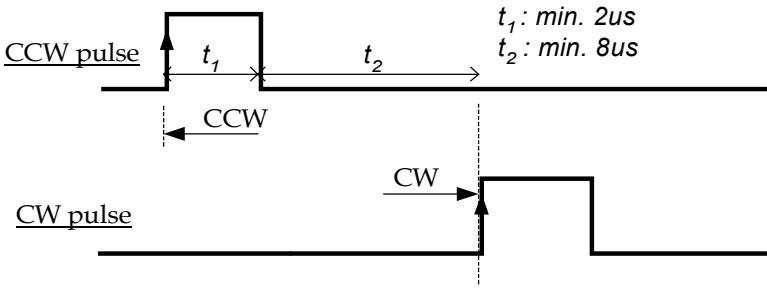 t1 : min. 2us
t2 : min. 8us
CCW pulse
t1
t2
CCW
CW
CW pulse